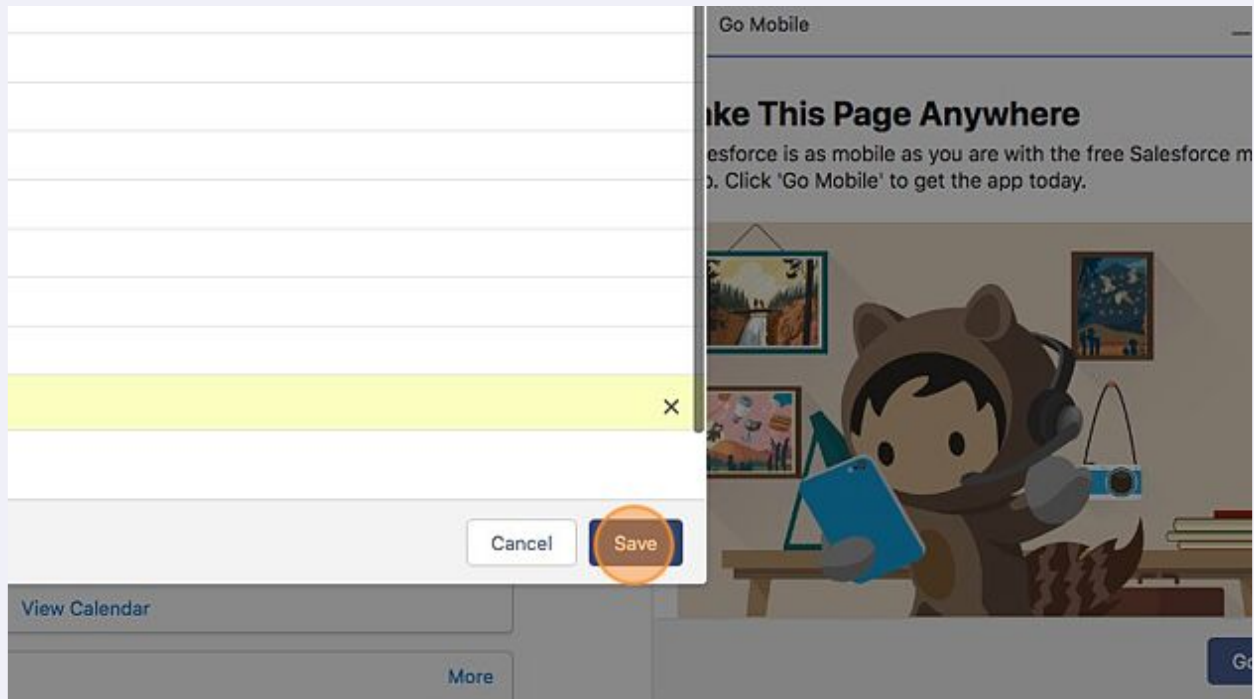 Go Mobile
ke This Page Anywhere
esforce is as mobile as you are with the free Salesforce m
. Click 'Go Mobile' to get the app today.
Cancel
Save
View Calendar
More
Go